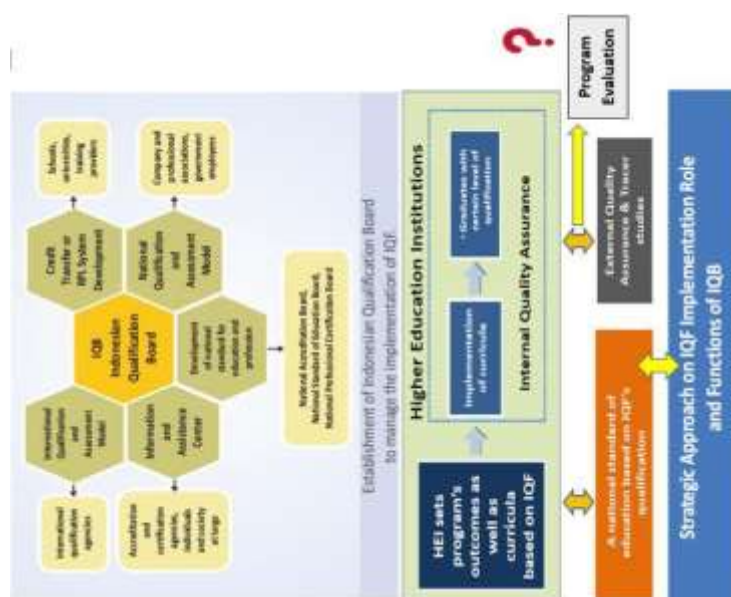 Schools,
universities,
training
providers
Company and
professional
associations,
government
employers
Credit
Transfer or
RPL System
Development
National
Qualification
and
Assessment
Model
IQB
Indonesian
Qualification
Board
Development
of national
standard for
education and
profession
National Accreditation Board,
National Standard of Education Board,
National Professional Certification Board
International
Qualification
and
Assessment
Model
Information
and
Assistance
Center
International
qualification
agencies
Accreditation
and
certification
agencies,
individuals
and society
at large
Establishment of Indonesian Qualification Board
to manage the implementation of IQF.
Higher Education Institutions
HEI sets
program's
outcomes as
well as
curricula
based on IQF
Implementation
of curricula
Graduates with
certain level of
qualification
Internal Quality Assurance
?
Program
Evaluation
A national standard of
education based on IQF's
qualification
External Quality
Assurance & Tracer
studies
Strategic Approach on IQF Implementation Role
and Functions of IQB